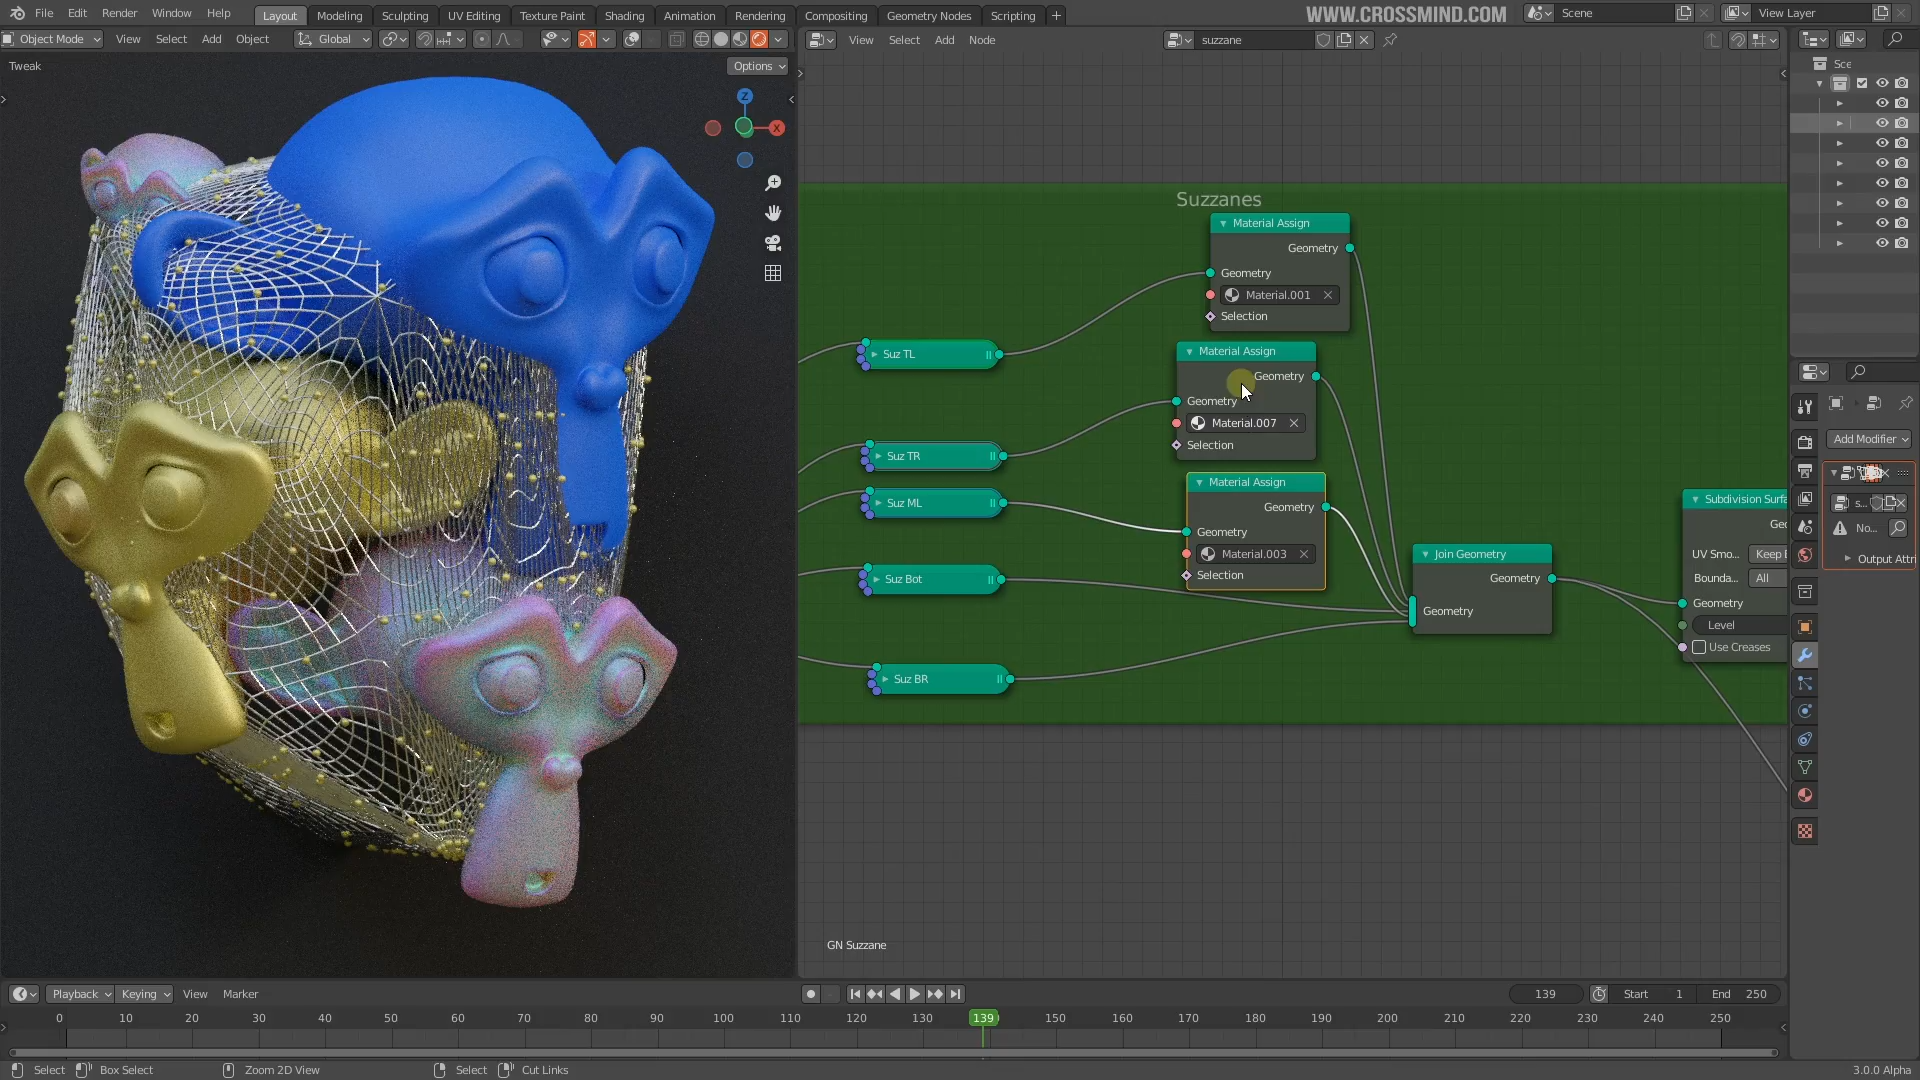 File Edit Render Window Help Layout Modeling Sculpting UV Editing Texture Paint Shading Animation Rendering Compositing Geometry Nodes Scripting + WWW.CROSSMIND.COM Scene View Layer
Object Mode View Select Add Object Global View Select Add Node suzzane
Tweak Options
Z
X
Sce
Suzzanes
Material Assign
Geometry
Geometry
Material.001
Selection
Suz TL
Material Assign
Geometry
Geometry
Material.007
Selection
Suz TR
Material Assign
Geometry
Geometry
Material.003
Selection
Suz ML
Suz Bot
Suz BR
Join Geometry
Geometry
Geometry
Subdivision Surfa
Geo
UV Smo... Keep B
Bounda... All
Geometry
Level
Use Creases
Add Modifier
s...
No...
Output Attri
GN Suzzane
Playback Keying View Marker 139 Start 1 End 250
0 10 20 30 40 50 60 70 80 90 100 110 120 130 139 150 160 170 180 190 200 210 220 230 240 250
Select Box Select Zoom 2D View Select Cut Links 3.0.0 Alpha